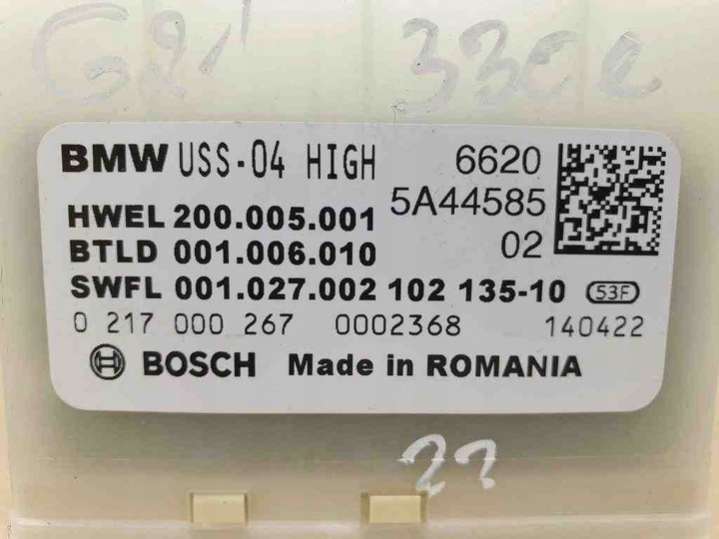 G21 330e
BMW USS-04 HIGH 6620
5A44585
HWEL 200.005.001
BTLD 001.006.010 02
SWFL 001.027.002 102 135-10 53F
0 217 000 267 0002368 140422
BOSCH Made in ROMANIA
22